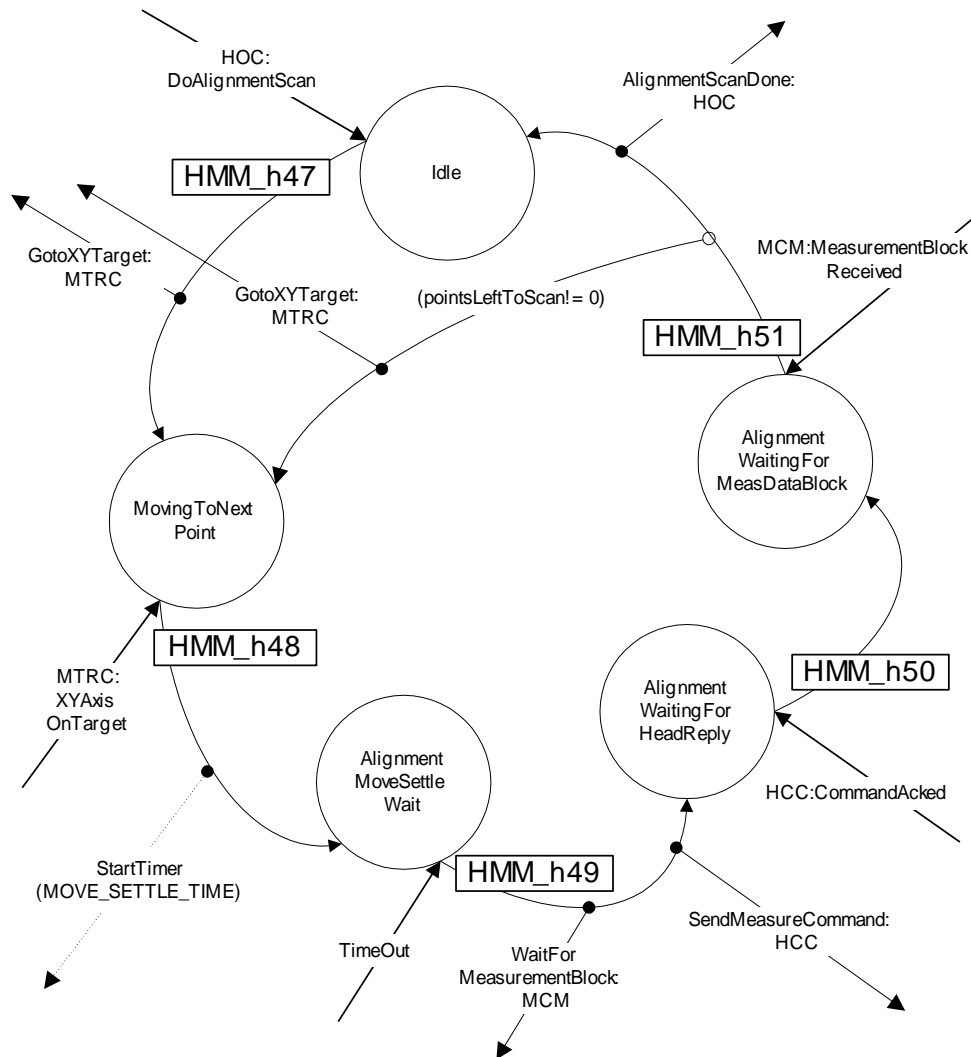 HOC:
DoAlignmentScan
AlignmentScanDone:
HOC
HMM_h47
Idle
GotoXYTarget:
MTRC
GotoXYTarget:
MTRC
(pointsLeftToScan!= 0)
MCM:MeasurementBlock
Received
HMM_h51
Alignment
WaitingFor
MeasDataBlock
MovingToNext
Point
HMM_h48
MTRC:
XYAxis
OnTarget
Alignment
WaitingFor
HeadReply
HMM_h50
Alignment
MoveSettle
Wait
HCC:CommandAcked
StartTimer
(MOVE_SETTLE_TIME)
HMM_h49
TimeOut
WaitFor
MeasurementBlock:
MCM
SendMeasureCommand:
HCC